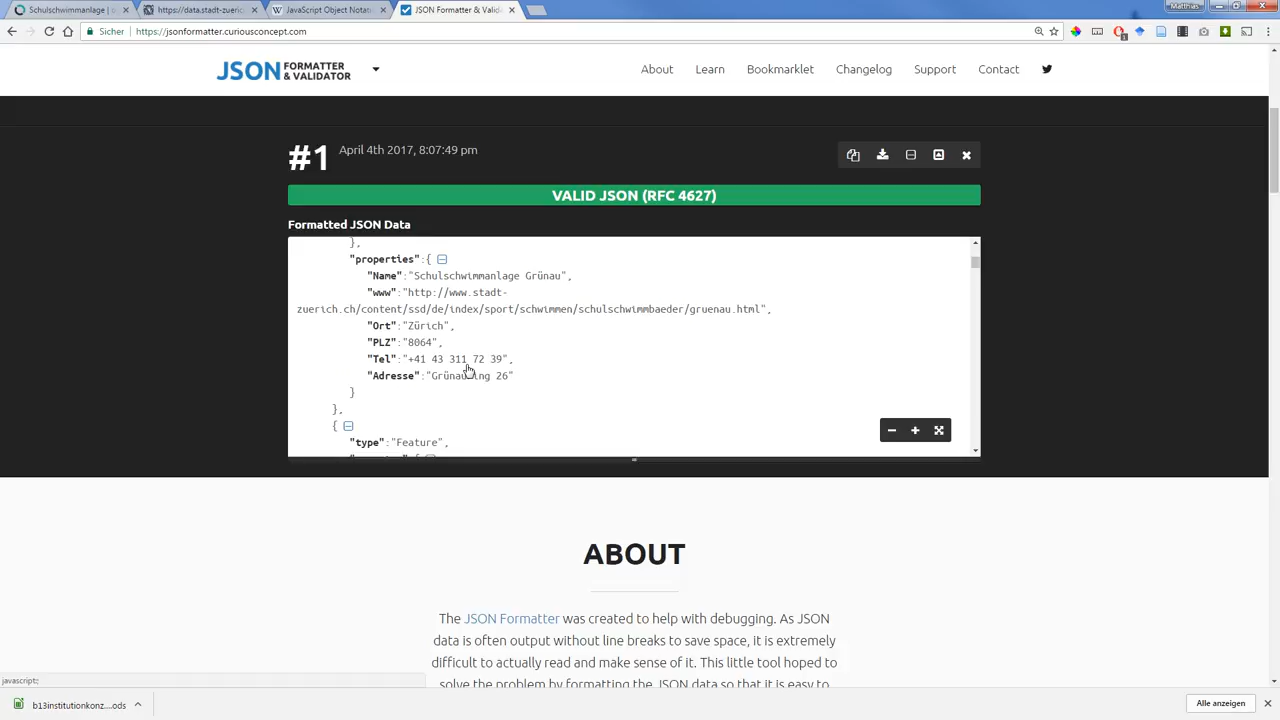 Schulschwimmanlage | o
https://data.stadt-zueric
JavaScript Object Notati
JSON Formatter & Valid
Matthias
Sicher
https://jsonformatter.curiousconcept.com
JSON FORMATTER & VALIDATOR
About
Learn
Bookmarklet
Changelog
Support
Contact
#1
April 4th 2017, 8:07:49 pm
VALID JSON (RFC 4627)
Formatted JSON Data
},
"properties":{
"Name":"Schulschwimmanlage Grünau",
"www":"http://www.stadt-
zuerich.ch/content/ssd/de/index/sport/schwimmen/schulschwimmbaeder/gruenau.html",
"Ort":"Zürich",
"PLZ":"8064",
"Tel":"+41 43 311 72 39",
"Adresse":"Grünauring 26"
}
},
{
"type":"Feature",
ABOUT
The JSON Formatter was created to help with debugging. As JSON
data is often output without line breaks to save space, it is extremely
difficult to actually read and make sense of it. This little tool hoped to
solve the problem by formatting the JSON data so that it is easy to
javascript:;
b13institutionkonz....ods
Alle anzeigen